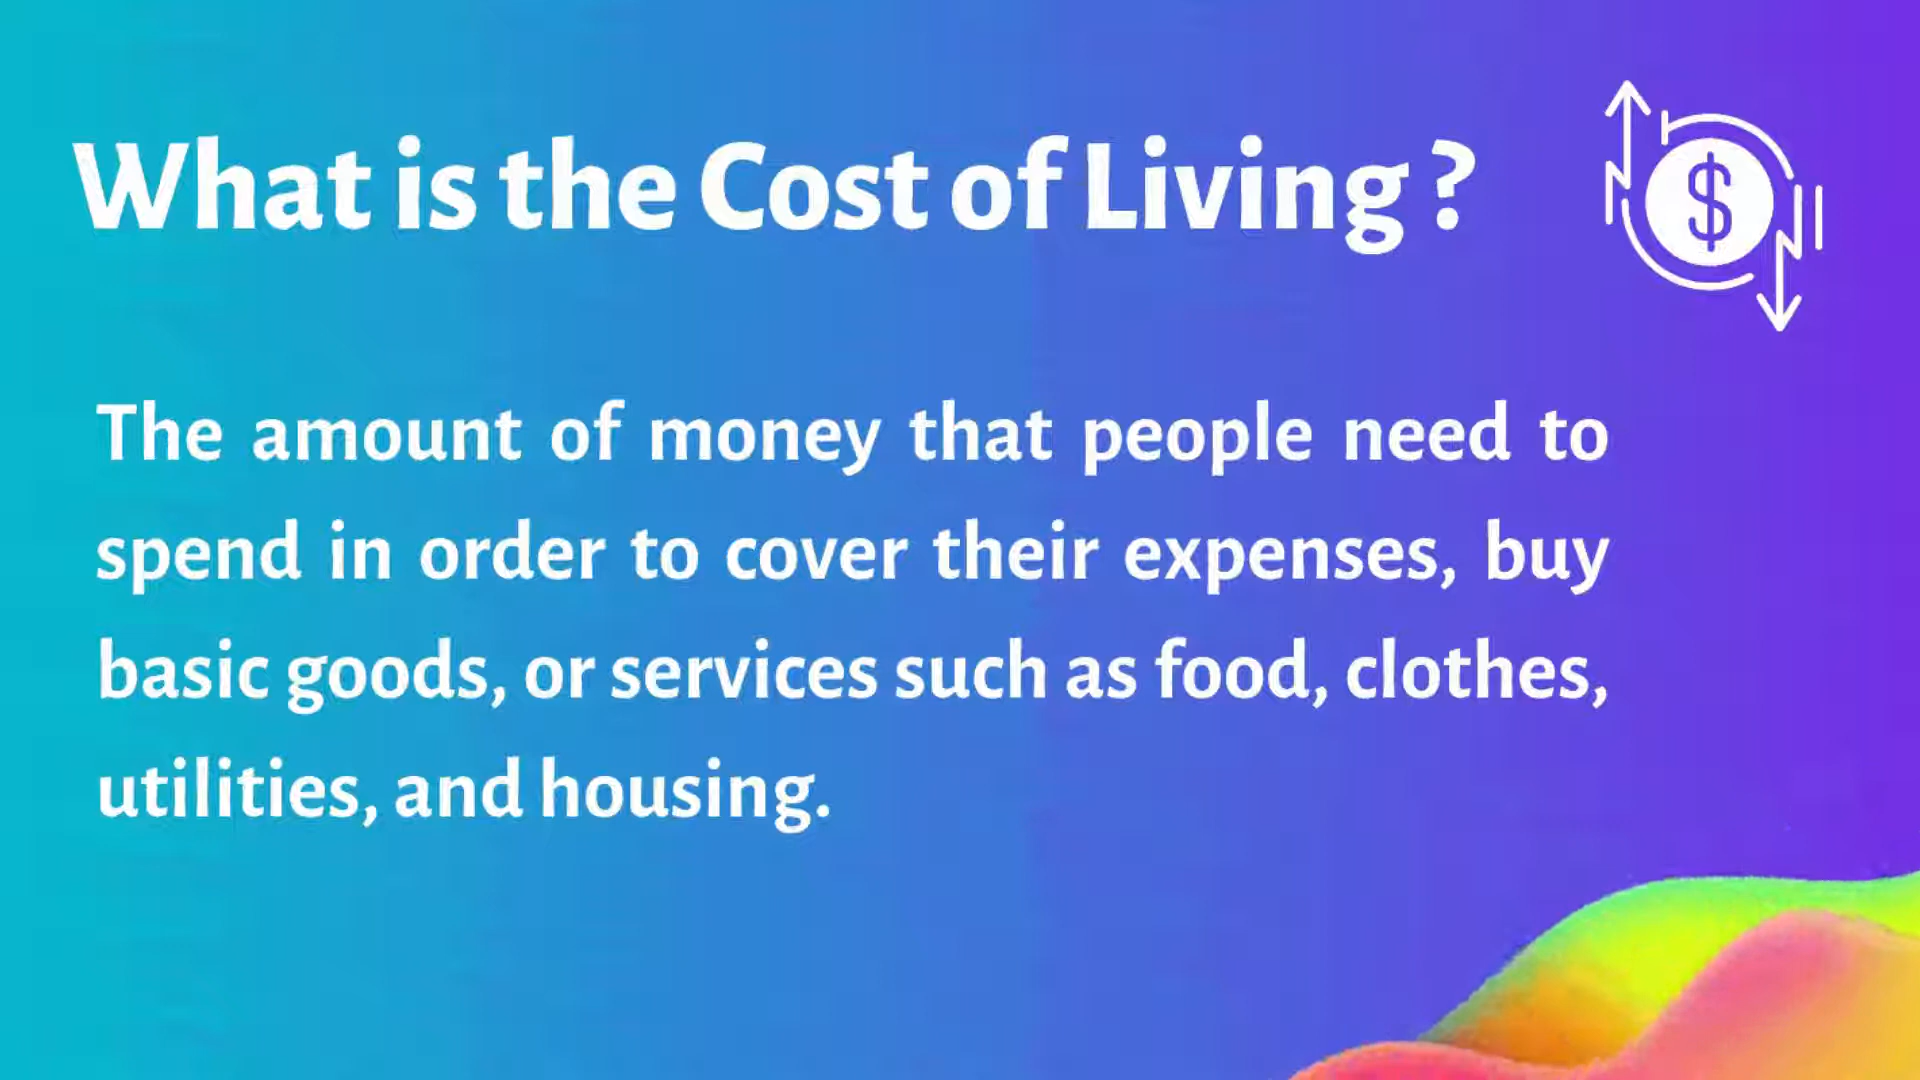 What is the Cost of Living ?
$
The amount of money that people need to
spend in order to cover their expenses, buy
basic goods, or services such as food, clothes,
utilities, and housing.